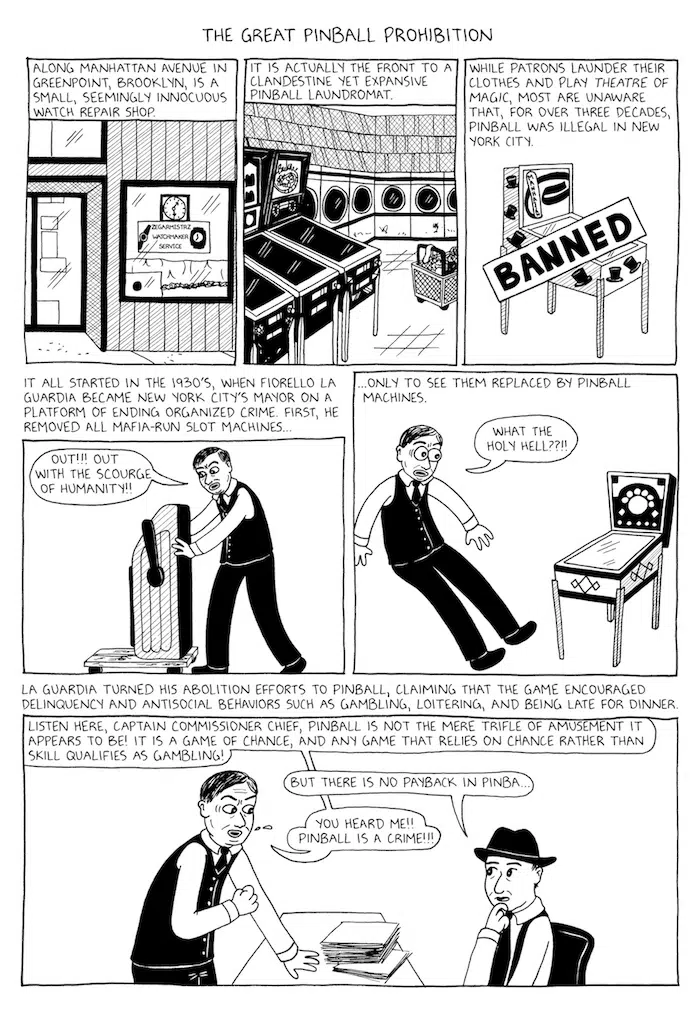 THE GREAT PINBALL PROHIBITION
ALONG MANHATTAN AVENUE IN
GREENPOINT, BROOKLYN, IS A
SMALL, SEEMINGLY INNOCUOUS
WATCH REPAIR SHOP.
ZEGARMISTRZ
WATCHMAKER
SERVICE
IT IS ACTUALLY THE FRONT TO A
CLANDESTINE YET EXPANSIVE
PINBALL LAUNDROMAT.
WHILE PATRONS LAUNDER THEIR
CLOTHES AND PLAY THEATRE OF
MAGIC, MOST ARE UNAWARE
THAT, FOR OVER THREE DECADES,
PINBALL WAS ILLEGAL IN NEW
YORK CITY.
BANNED
IT ALL STARTED IN THE 1930'S, WHEN FIORELLO LA
GUARDIA BECAME NEW YORK CITY'S MAYOR ON A
PLATFORM OF ENDING ORGANIZED CRIME. FIRST, HE
REMOVED ALL MAFIA-RUN SLOT MACHINES...
OUT!!! OUT
WITH THE SCOURGE
OF HUMANITY!!
...ONLY TO SEE THEM REPLACED BY PINBALL
MACHINES.
WHAT THE
HOLY HELL??!!
LA GUARDIA TURNED HIS ABOLITION EFFORTS TO PINBALL, CLAIMING THAT THE GAME ENCOURAGED
DELINQUENCY AND ANTISOCIAL BEHAVIORS SUCH AS GAMBLING, LOITERING, AND BEING LATE FOR DINNER.
LISTEN HERE, CAPTAIN COMMISSIONER CHIEF, PINBALL IS NOT THE MERE TRIFLE OF AMUSEMENT IT
APPEARS TO BE! IT IS A GAME OF CHANCE, AND ANY GAME THAT RELIES ON CHANCE RATHER THAN
SKILL QUALIFIES AS GAMBLING!
BUT THERE IS NO PAYBACK IN PINBA...
YOU HEARD ME!!
PINBALL IS A CRIME!!!